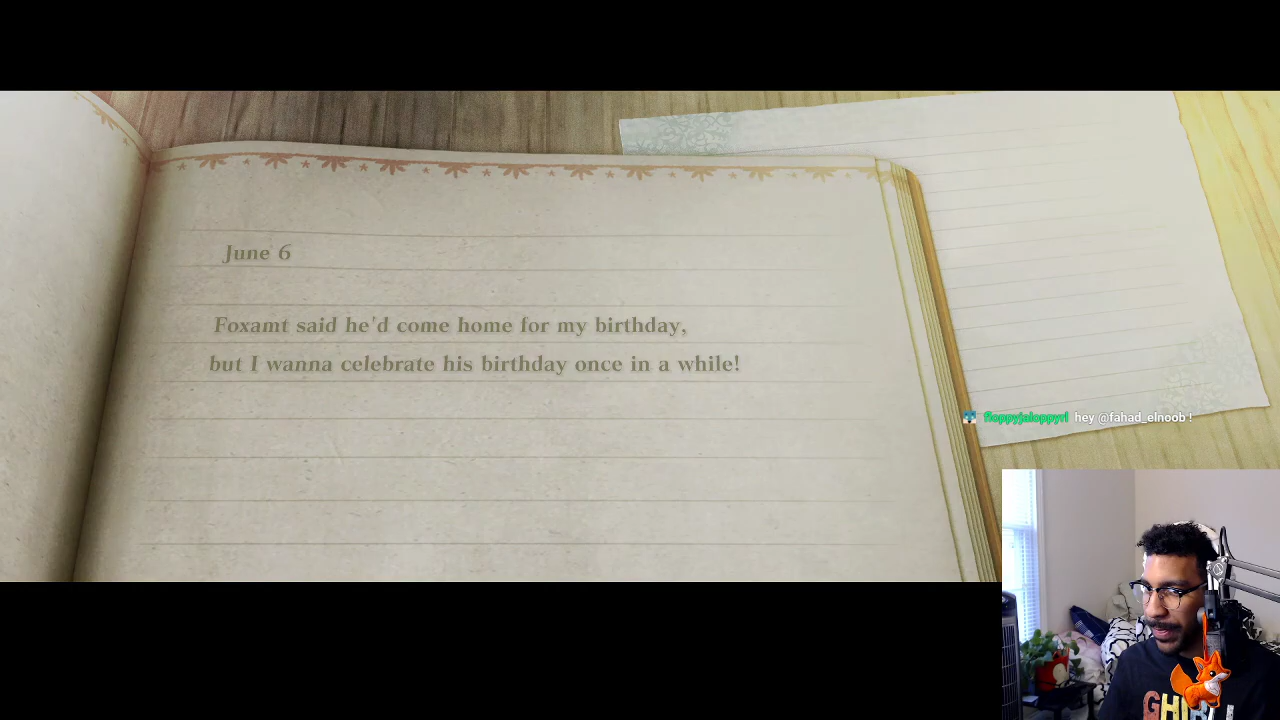 June 6
Foxamt said he'd come home for my birthday,
but I wanna celebrate his birthday once in a while!
floppyjaloppyrl hey @fahad_elnoob !